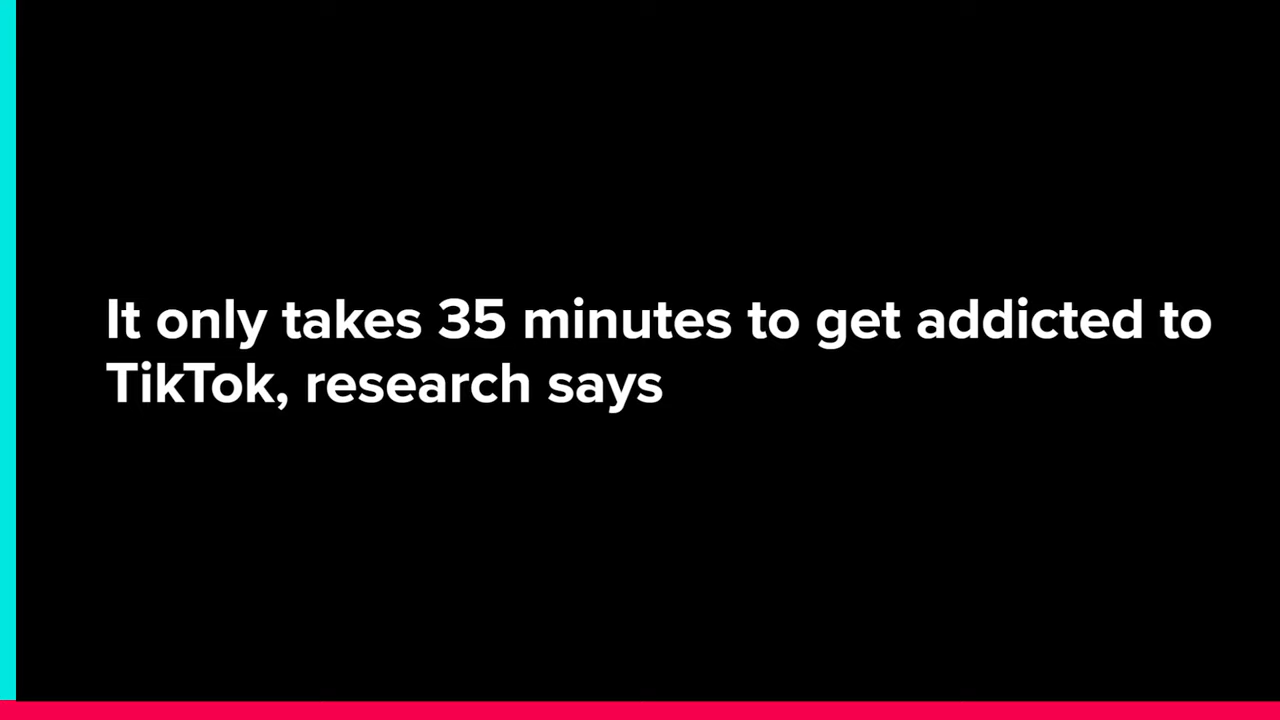 It only takes 35 minutes to get addicted to
TikTok, research says